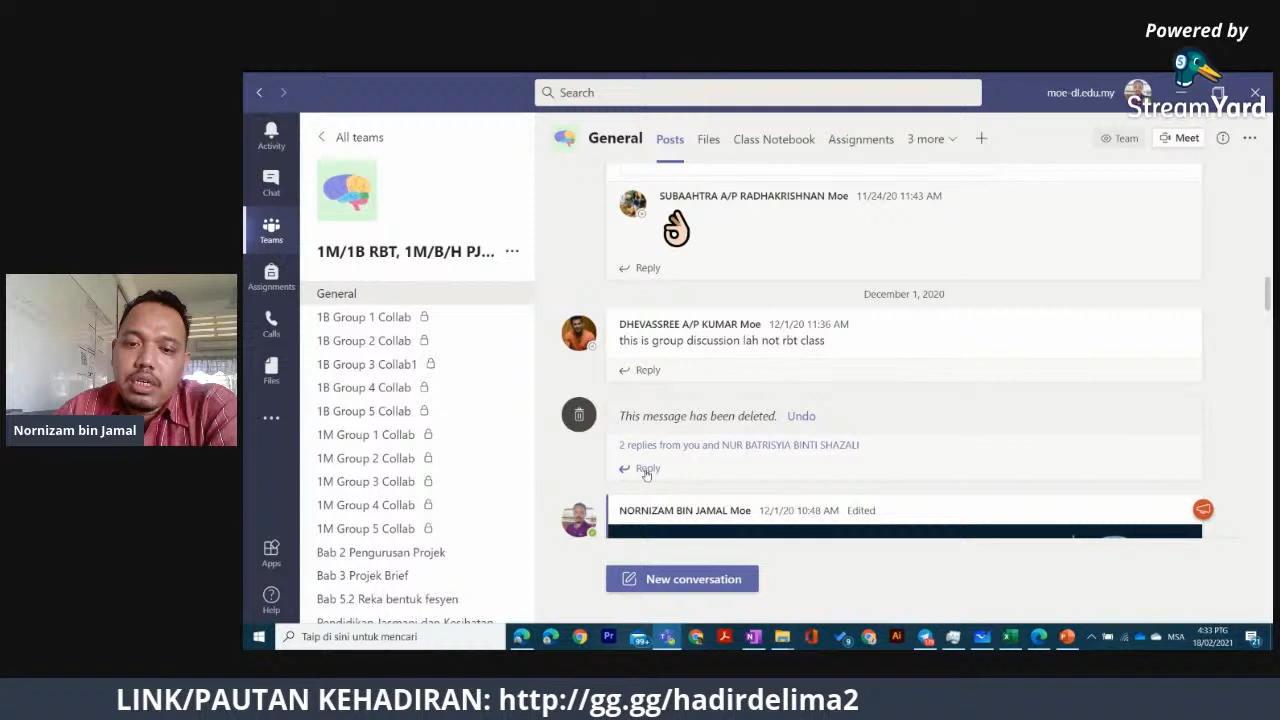 Powered by
StreamYard
Search
moe-dl.edu.my
Activity
Chat
Teams
Assignments
Calls
Files
Apps
Help
All teams
1M/1B RBT, 1M/B/H PJ...
General
1B Group 1 Collab
1B Group 2 Collab
1B Group 3 Collab1
1B Group 4 Collab
1B Group 5 Collab
1M Group 1 Collab
1M Group 2 Collab
1M Group 3 Collab
1M Group 4 Collab
1M Group 5 Collab
Bab 2 Pengurusan Projek
Bab 3 Projek Brief
Bab 5.2 Reka bentuk fesyen
Pendidikan Jasmani dan Kesihatan
General Posts Files Class Notebook Assignments 3 more
Team Meet
SUBAAHTRA A/P RADHAKRISHNAN Moe 11/24/20 11:43 AM
Reply
December 1, 2020
DHEVASSREE A/P KUMAR Moe 12/1/20 11:36 AM
this is group discussion lah not rbt class
Reply
This message has been deleted. Undo
2 replies from you and NUR BATRISYIA BINTI SHAZALI
Reply
NORNIZAM BIN JAMAL Moe 12/1/20 10:48 AM Edited
New conversation
Nornizam bin Jamal
Taip di sini untuk mencari
99+
MSA
4:33 PTG
18/02/2021
21
LINK/PAUTAN KEHADIRAN: http://gg.gg/hadirdelima2